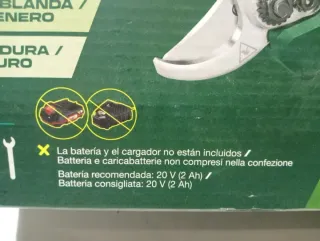 BLANDA /
ENERO
DURA /
URO
La batería y el cargador no están incluidos /
Batteria e caricabatterie non compresi nella confezione
Batería recomendada: 20 V (2 Ah) /
Batteria consigliata: 20 V (2 Ah)